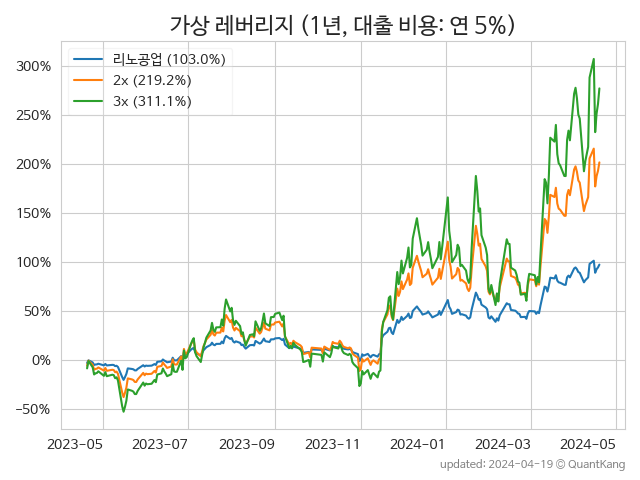 가상 레버리지 (1년, 대출 비용: 연 5%)
리노공업 (103.0%)
2x (219.2%)
3x (311.1%)
300%
250%
200%
150%
100%
50%
0%
−50%
2023-05 2023-07 2023-09 2023-11 2024-01 2024-03 2024-05
updated: 2024-04-19 © QuantKang